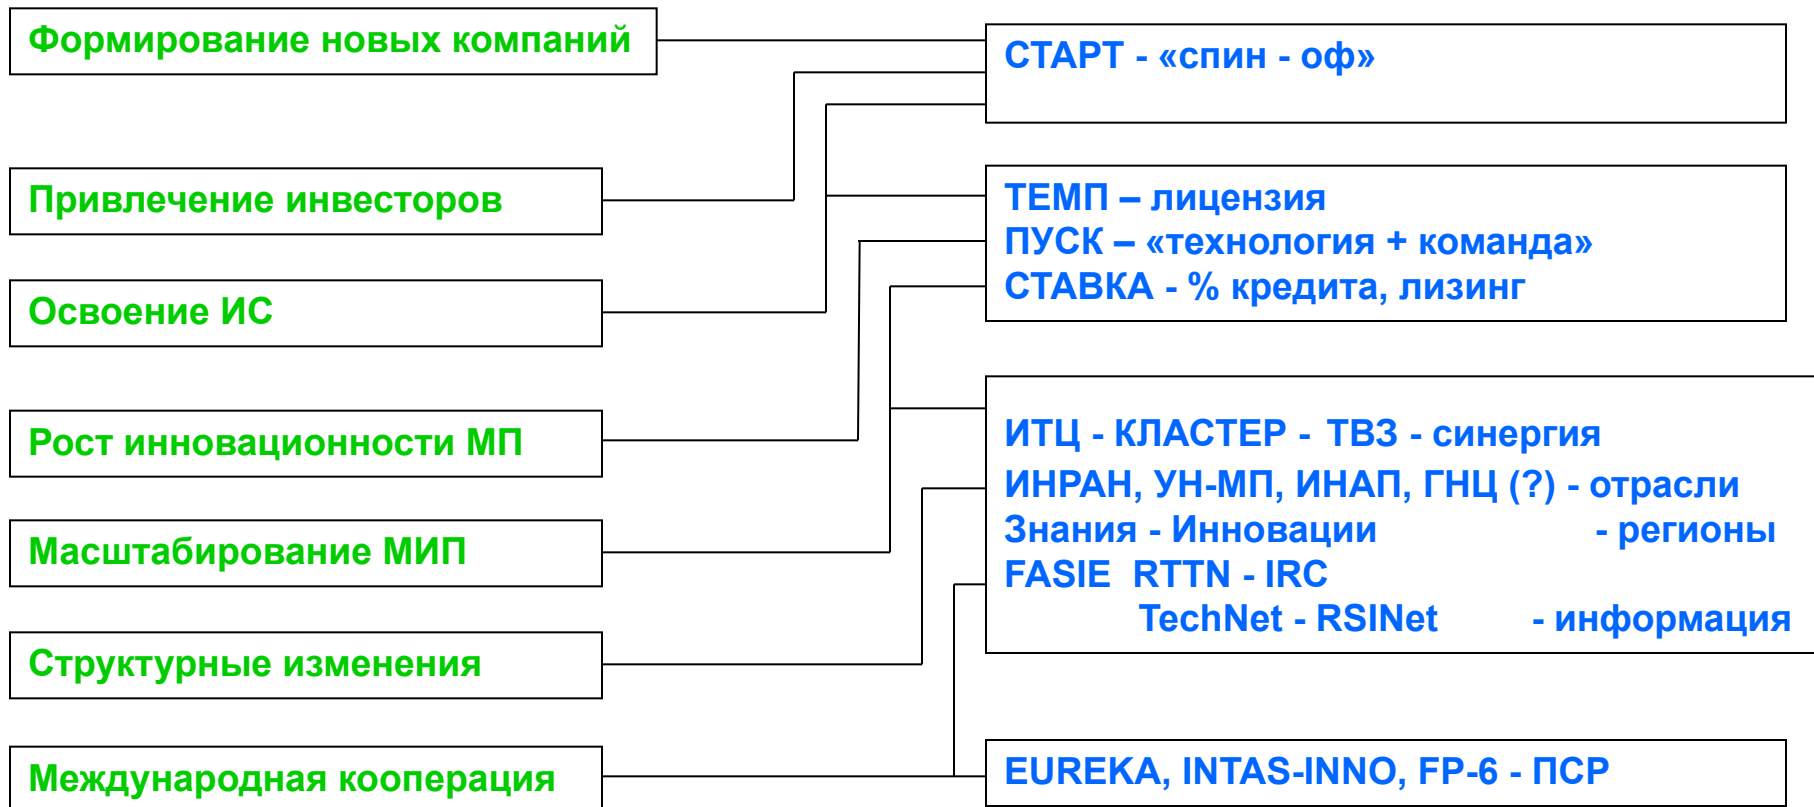 Формирование новых компаний
Привлечение инвесторов
Освоение ИС
Рост инновационности МП
Масштабирование МИП
Структурные изменения
Международная кооперация
СТАРТ - «спин - оф»
ТЕМП – лицензия
ПУСК – «технология + команда»
СТАВКА - % кредита, лизинг
ИТЦ - КЛАСТЕР - ТВЗ - синергия
ИНРАН, УН-МП, ИНАП, ГНЦ (?) - отрасли
Знания - Инновации - регионы
FASIE RTTN - IRC
TechNet - RSINet - информация
EUREKA, INTAS-INNO, FP-6 - ПСР